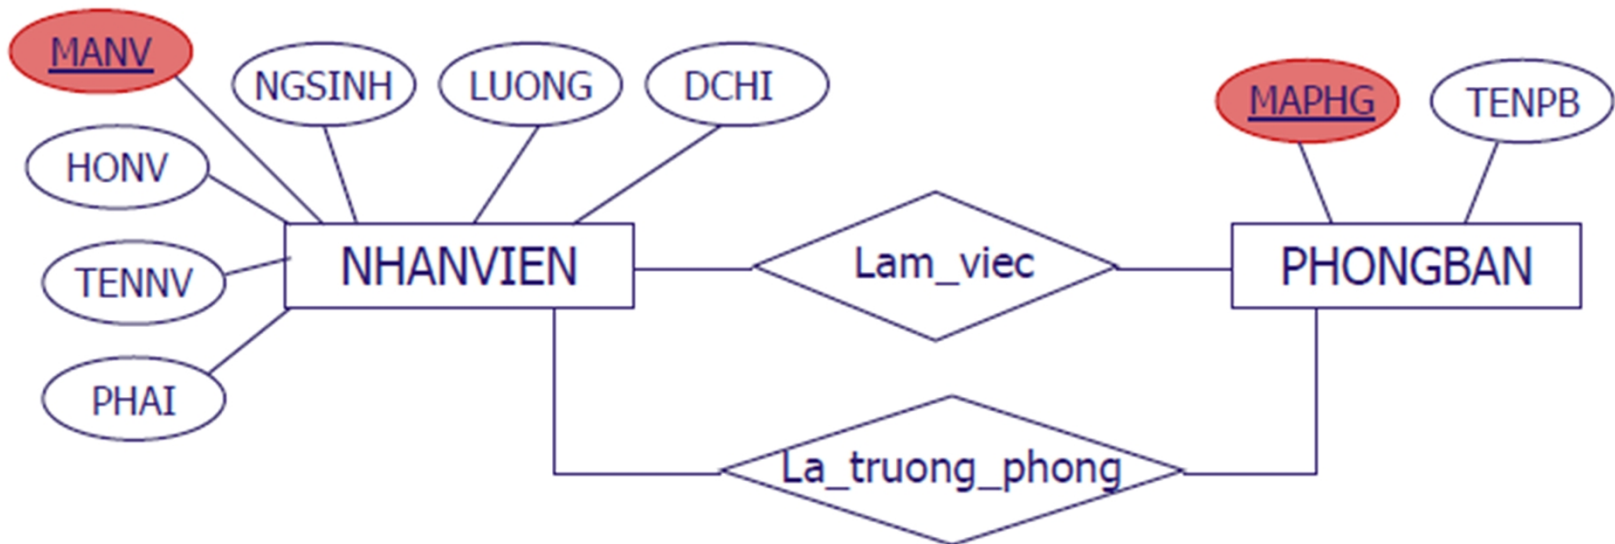 MANV
NGSINH
LUONG
DCHI
MAPHG
TENPB
HONV
TENNV
PHAI
NHANVIEN
Lam_viec
PHONGBAN
La_truong_phong